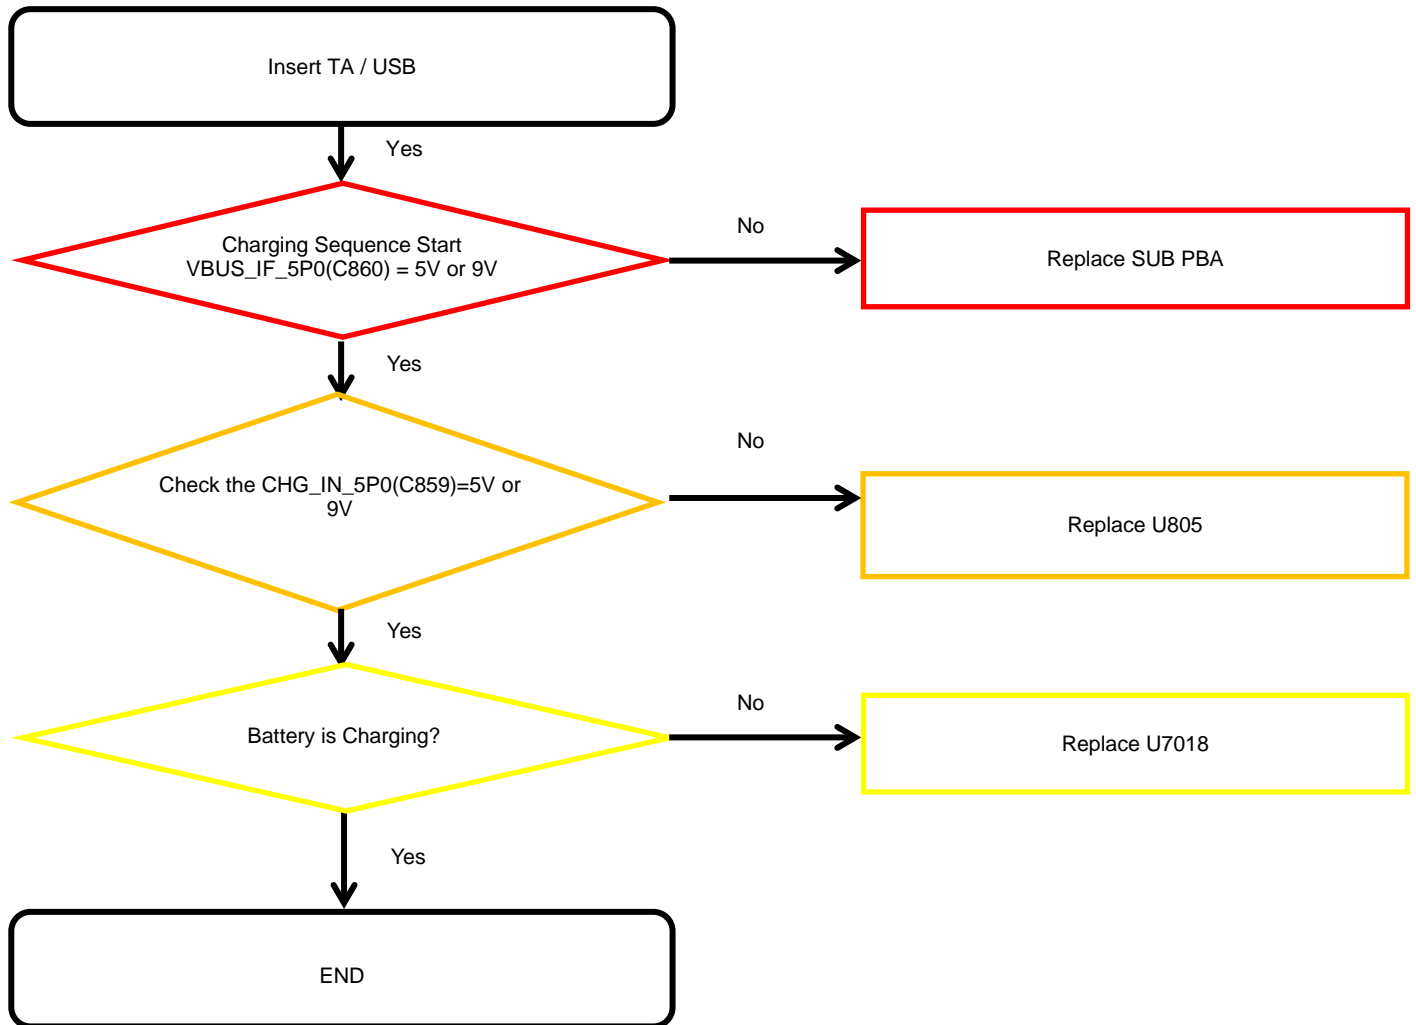 Insert TA / USB
Yes
Charging Sequence Start
VBUS_IF_5P0(C860) = 5V or 9V
No
Replace SUB PBA
Yes
Check the CHG_IN_5P0(C859)=5V or
9V
No
Replace U805
Yes
Battery is Charging?
No
Replace U7018
Yes
END